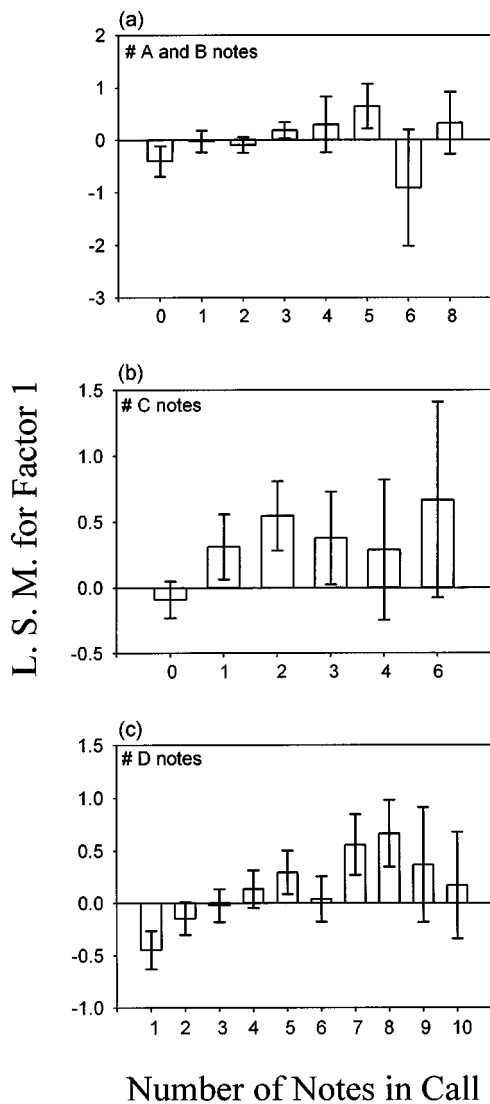 (a)
# A and B notes
2
1
0
-1
-2
-3
0 1 2 3 4 5 6 8
(b)
# C notes
1.5
1.0
0.5
0.0
-0.5
0 1 2 3 4 6
(c)
# D notes
1.5
1.0
0.5
0.0
-0.5
-1.0
1 2 3 4 5 6 7 8 9 10
L. S. M. for Factor 1
Number of Notes in Call